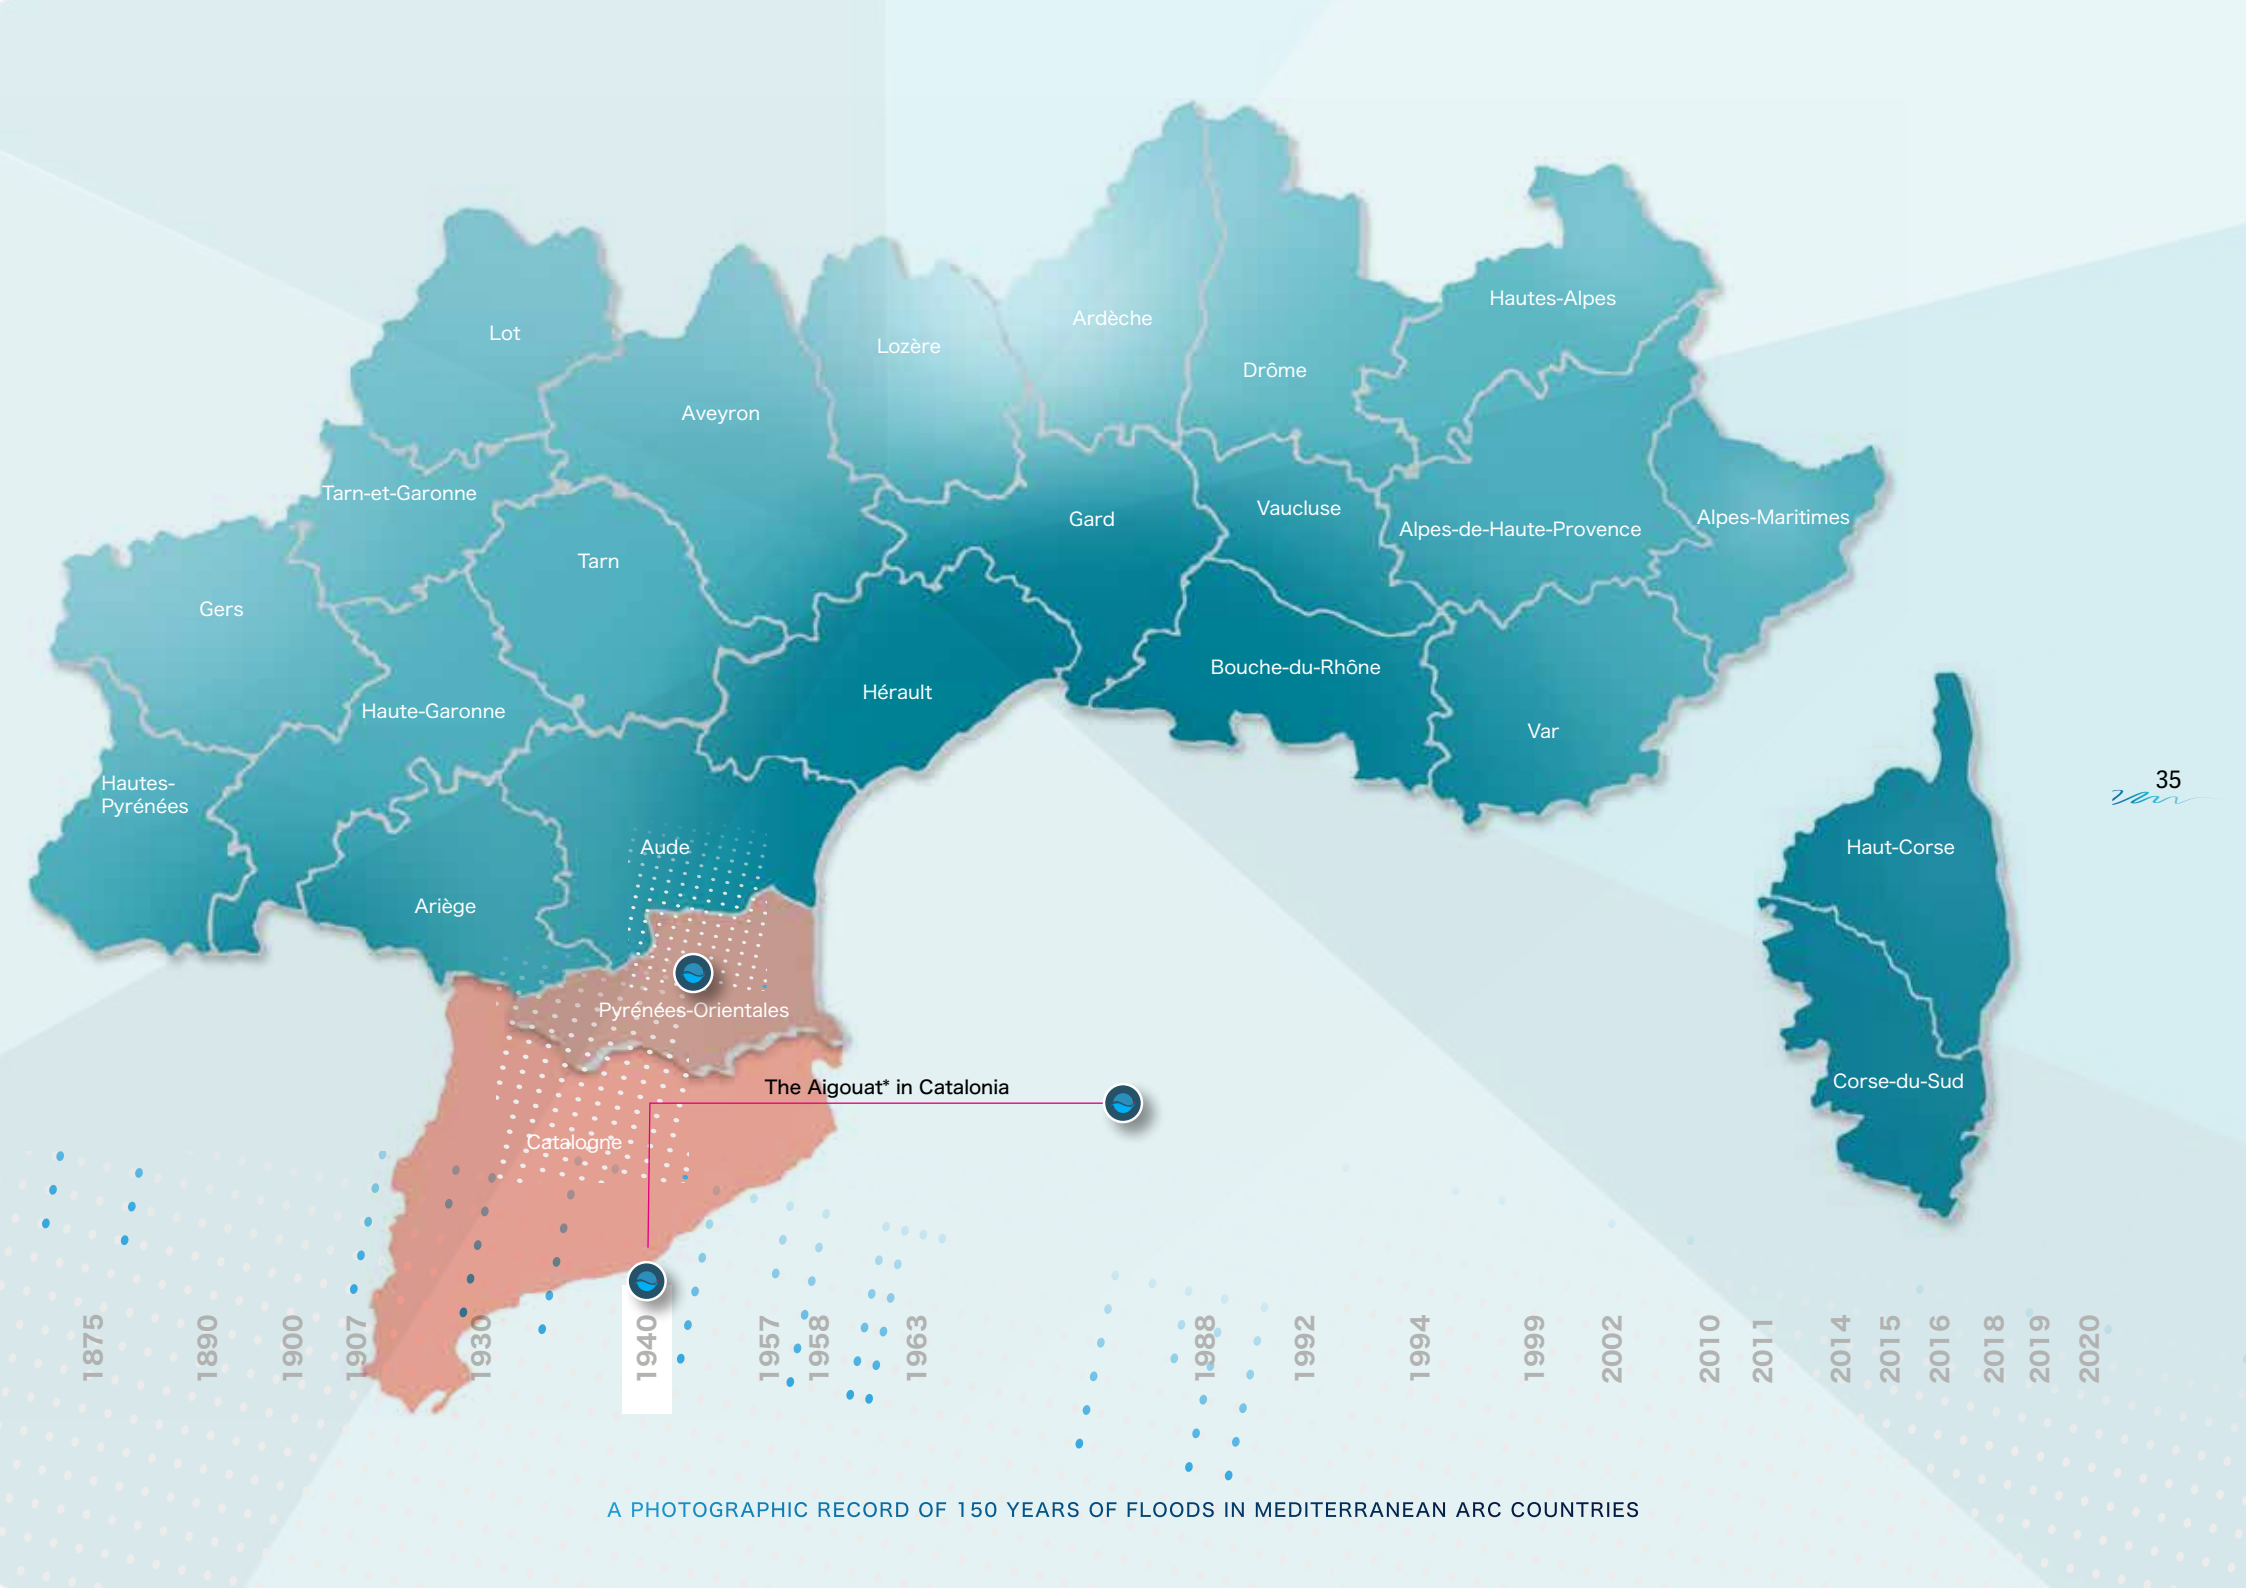 Hautes-Alpes
Ardèche
Lot
Lozère
Drôme
Aveyron
Tarn-et-Garonne
Vaucluse
Alpes-Maritimes
Gard
Alpes-de-Haute-Provence
Tarn
Gers
Bouche-du-Rhône
Hérault
Haute-Garonne
Var
35
Hautes-
Pyrénées
Aude
Haut-Corse
Ariège
Pyrénées-Orientales
Corse-du-Sud
The Aigouat* in Catalonia
Catalogne
1875
1890
1900
1907
1930
1940
1957
1958
1963
1988
1992
1994
1999
2002
2010
2011
2014
2015
2016
2018
2019
2020
A PHOTOGRAPHIC RECORD OF 150 YEARS OF FLOODS IN MEDITERRANEAN ARC COUNTRIES